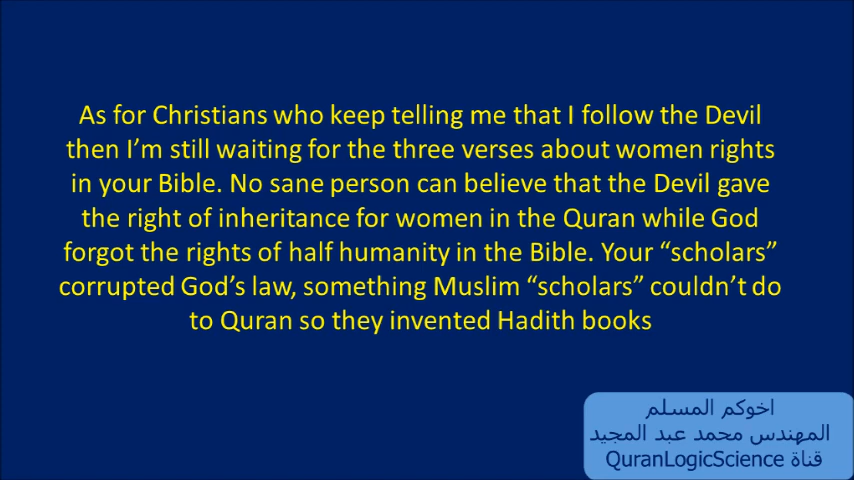 As for Christians who keep telling me that I follow the Devil
then I'm still waiting for the three verses about women rights
in your Bible. No sane person can believe that the Devil gave
the right of inheritance for women in the Quran while God
forgot the rights of half humanity in the Bible. Your “scholars”
corrupted God's law, something Muslim “scholars” couldn't do
to Quran so they invented Hadith books
اخوكم المسلم
المهندس محمد عبد المجيد
قناة QuranLogicScience